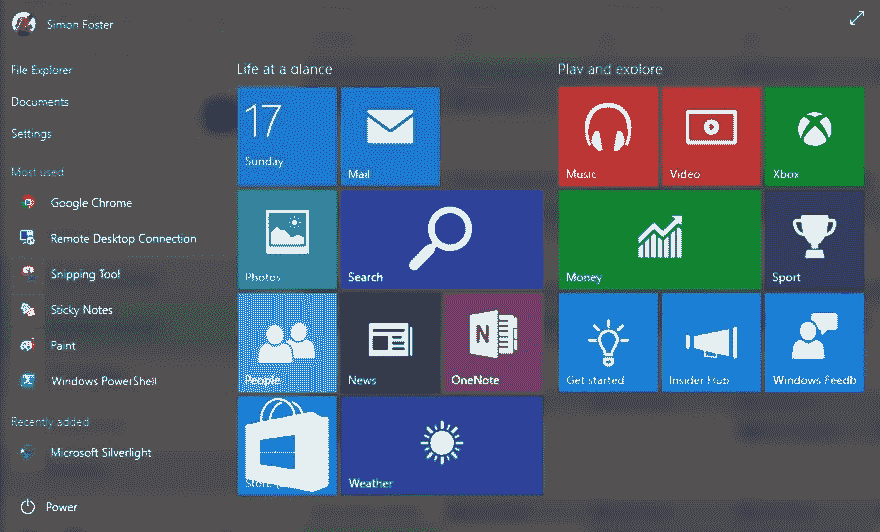 Simon Foster
File Explorer
Documents
Settings
Most used
Google Chrome
Remote Desktop Connection
Snipping Tool
Sticky Notes
Paint
Windows PowerShell
Recently added
Microsoft Silverlight
Power
Life at a glance
17
Sunday
Mail
Photos
Search
People
News
N
OneNote
Store
Weather
Play and explore
Music
Video
Xbox
Money
Sport
Get started
Insider Hub
Windows Feedb